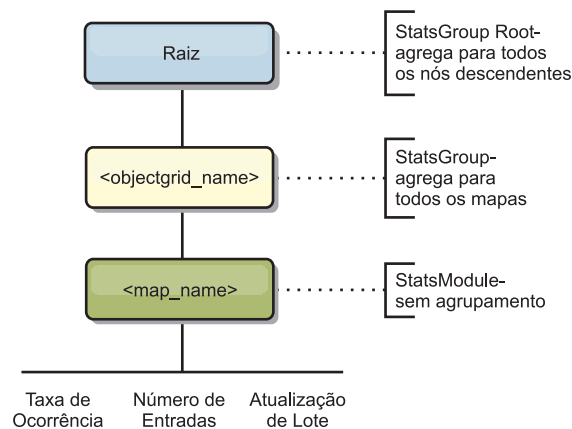 Raiz
StatsGroup Root-
agrega para todos
os nós descendentes
<objectgrid_name>
StatsGroup-
agrega para
todos os mapas
<map_name>
StatsModule-
sem agrupamento
Taxa de
Ocorrência
Número de
Entradas
Atualização
de Lote